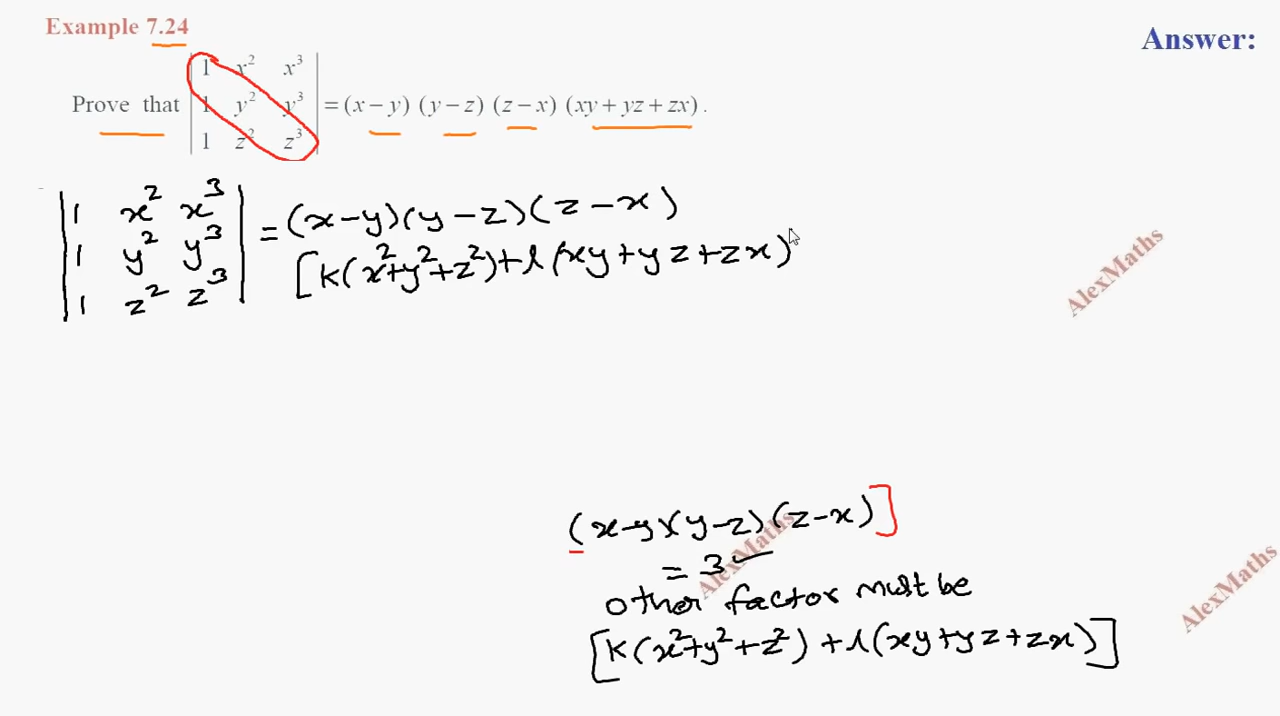 Example 7.24
Answer:
Prove that | 1 x² x³ |
| 1 y² y³ | = (x − y) (y − z) (z − x) (xy + yz + zx) .
| 1 z² z³ |
| 1 x² x³ | = (x−y)(y−z)(z−x)
| 1 y² y³ | [k(x²+y²+z²)+l(xy+yz+zx)
| 1 z² z³ |
AlexMaths
(x−y)(y−z)(z−x)]
= 3✓
AlexMaths
other factor must be
AlexMaths
[k(x²+y²+z²)+l(xy+yz+zx)]